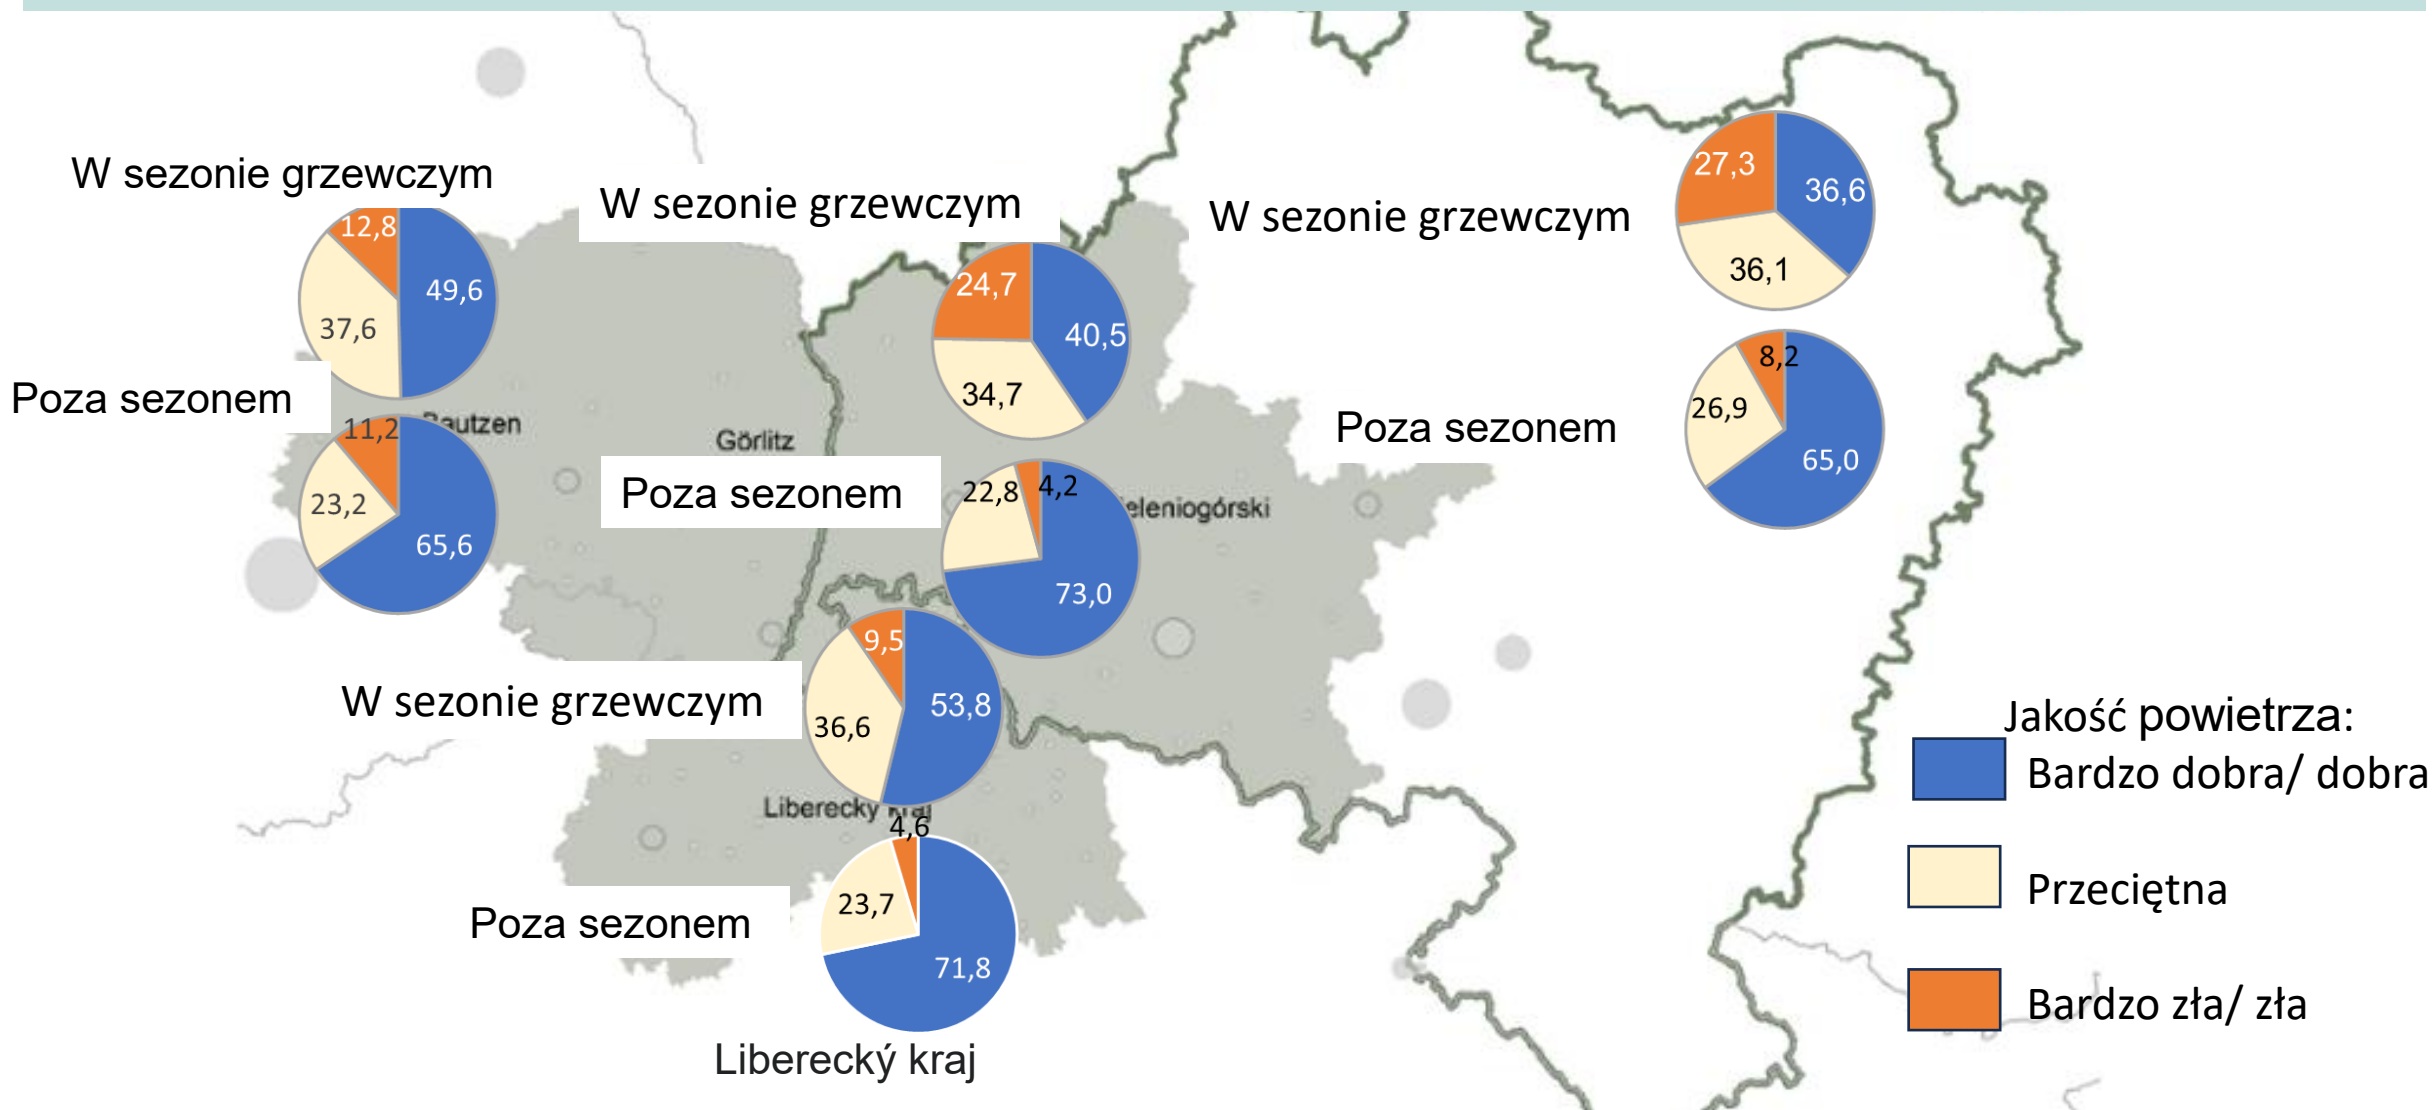 W sezonie grzewczym
12,8
49,6
37,6
Poza sezonem
11,2
23,2
65,6
Görlitz
W sezonie grzewczym
24,7
40,5
34,7
Poza sezonem
22,8
4,2
73,0
W sezonie grzewczym
27,3
36,6
36,1
Poza sezonem
8,2
26,9
65,0
W sezonie grzewczym
9,5
53,8
36,6
Liberecký kraj
Poza sezonem
4,6
23,7
71,8
Liberecký kraj
Jakość powietrza:
Bardzo dobra/ dobra
Przeciętna
Bardzo zła/ zła